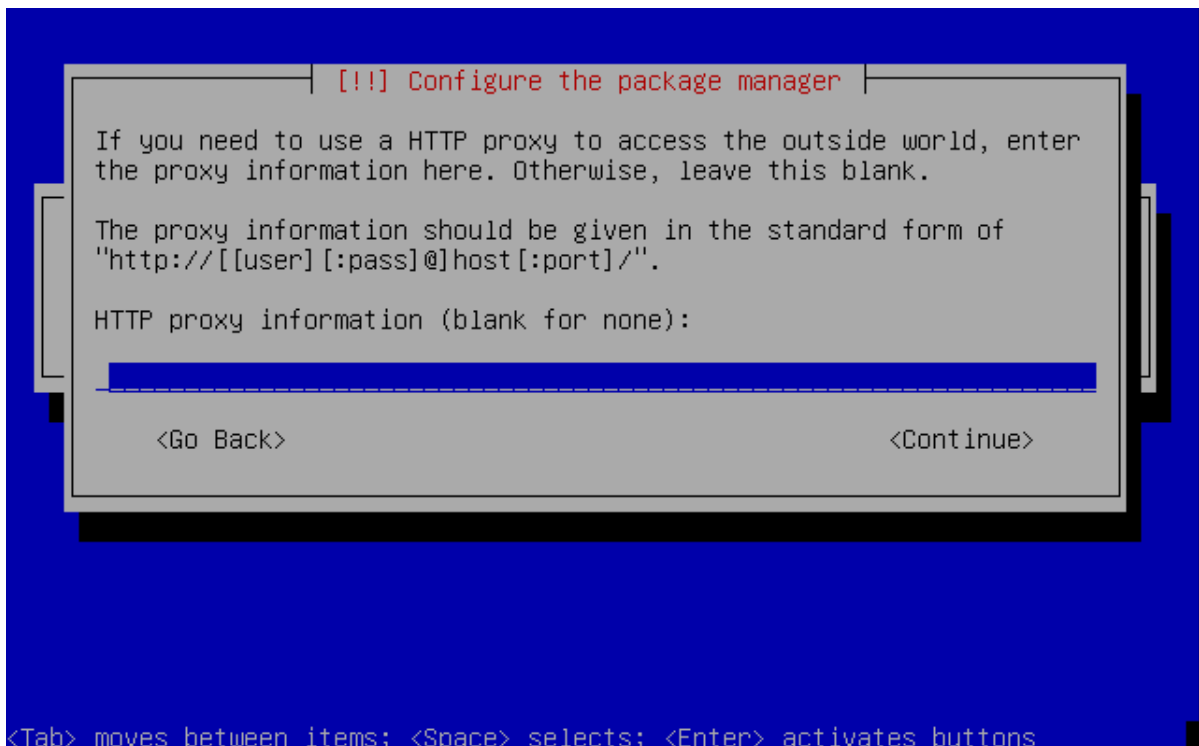 [!!] Configure the package manager
If you need to use a HTTP proxy to access the outside world, enter
the proxy information here. Otherwise, leave this blank.
The proxy information should be given in the standard form of
"http://[[user][:pass]@]host[:port]/".
HTTP proxy information (blank for none):
<Go Back> <Continue>
<Tab> moves between items; <Space> selects; <Enter> activates buttons